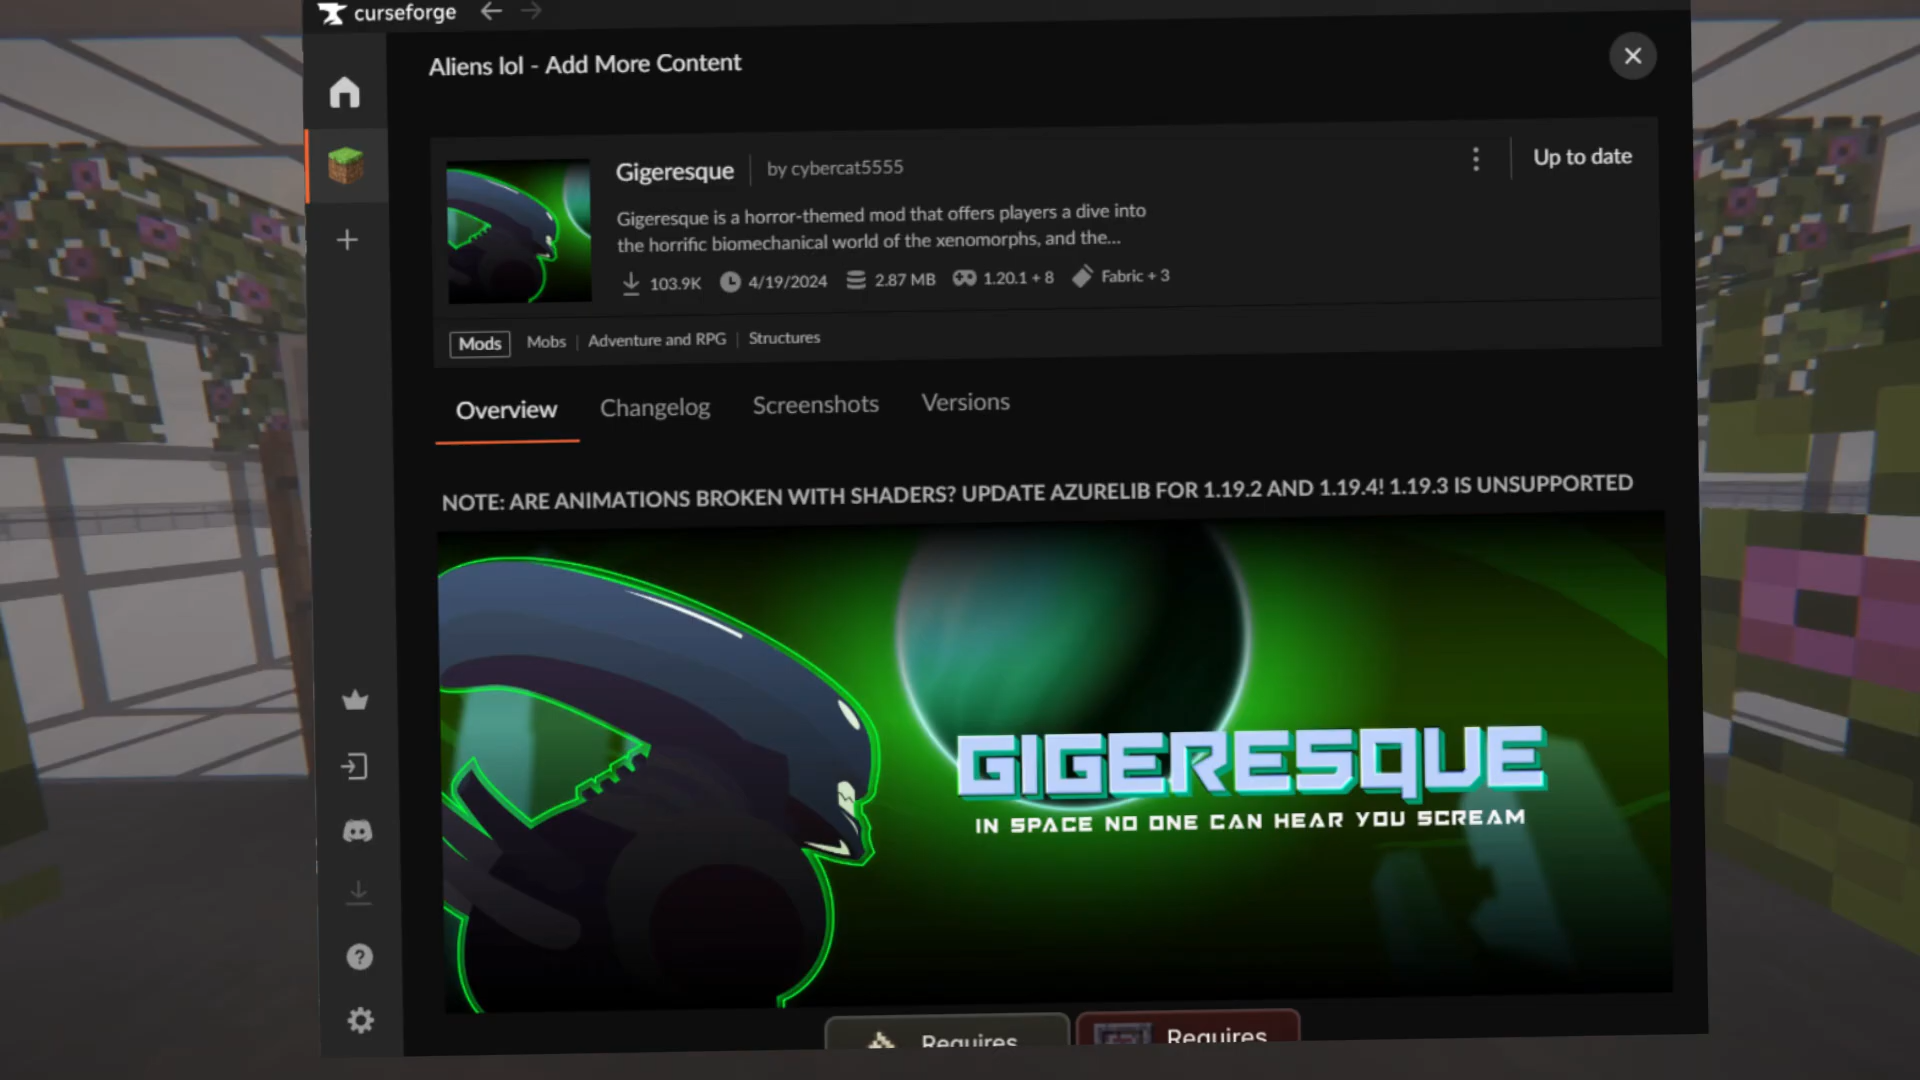 curseforge
Aliens lol - Add More Content
Gigeresque
by cybercat5555
Up to date
Gigeresque is a horror-themed mod that offers players a dive into
the horrific biomechanical world of the xenomorphs, and the...
103.9K 4/19/2024 2.87 MB 1.20.1 + 8 Fabric + 3
Mods Mobs | Adventure and RPG | Structures
Overview Changelog Screenshots Versions
NOTE: ARE ANIMATIONS BROKEN WITH SHADERS? UPDATE AZURELIB FOR 1.19.2 AND 1.19.4! 1.19.3 IS UNSUPPORTED
GIGERESQUE
IN SPACE NO ONE CAN HEAR YOU SCREAM
Requires Requires